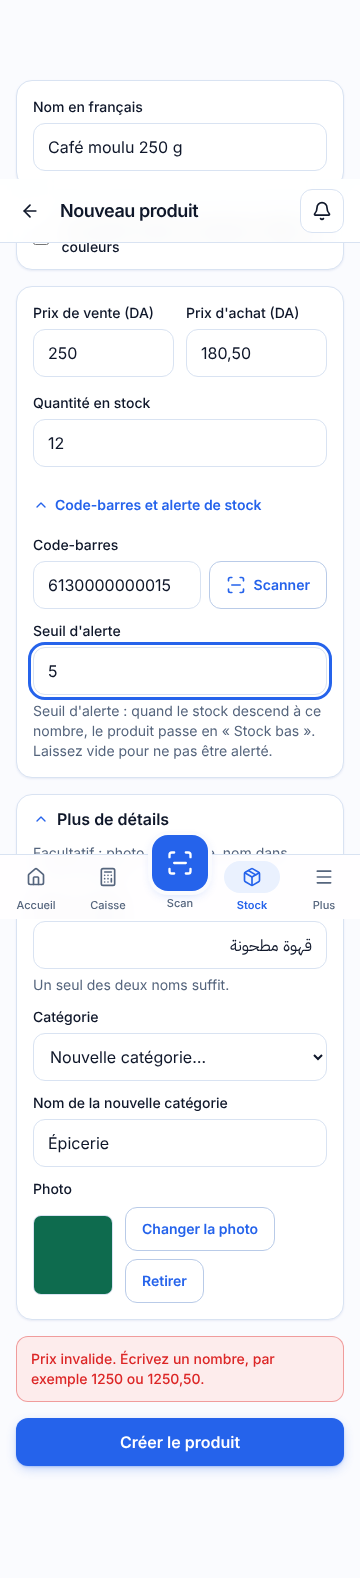 Nom en français
Café moulu 250 g
Nouveau produit
couleurs
Prix de vente (DA)
Prix d'achat (DA)
250
180,50
Quantité en stock
12
Code-barres et alerte de stock
Code-barres
6130000000015
Scanner
Seuil d'alerte
5
Seuil d'alerte : quand le stock descend à ce
nombre, le produit passe en « Stock bas ».
Laissez vide pour ne pas être alerté.
Plus de détails
Facultatif : photo nom dans
Accueil
Caisse
Scan
Stock
Plus
قهوة مطحونة
Un seul des deux noms suffit.
Catégorie
Nouvelle catégorie...
Nom de la nouvelle catégorie
Épicerie
Photo
Changer la photo
Retirer
Prix invalide. Écrivez un nombre, par
exemple 1250 ou 1250,50.
Créer le produit